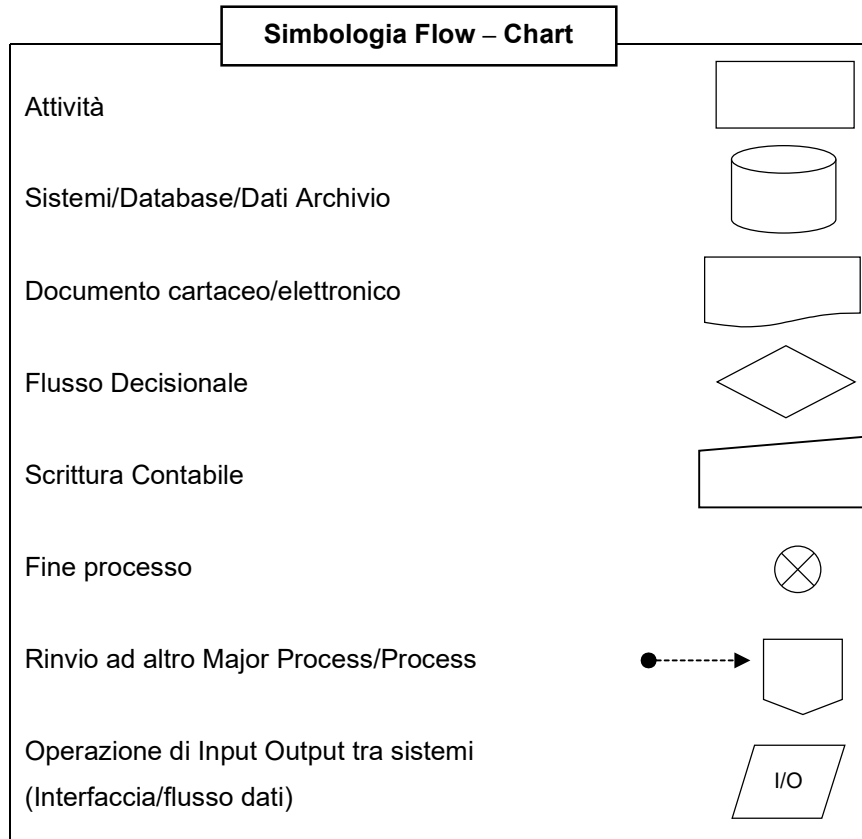 Simbologia Flow – Chart
Attività
Sistemi/Database/Dati Archivio
Documento cartaceo/elettronico
Flusso Decisionale
Scrittura Contabile
Fine processo
Rinvio ad altro Major Process/Process
Operazione di Input Output tra sistemi
(Interfaccia/flusso dati)
I/O